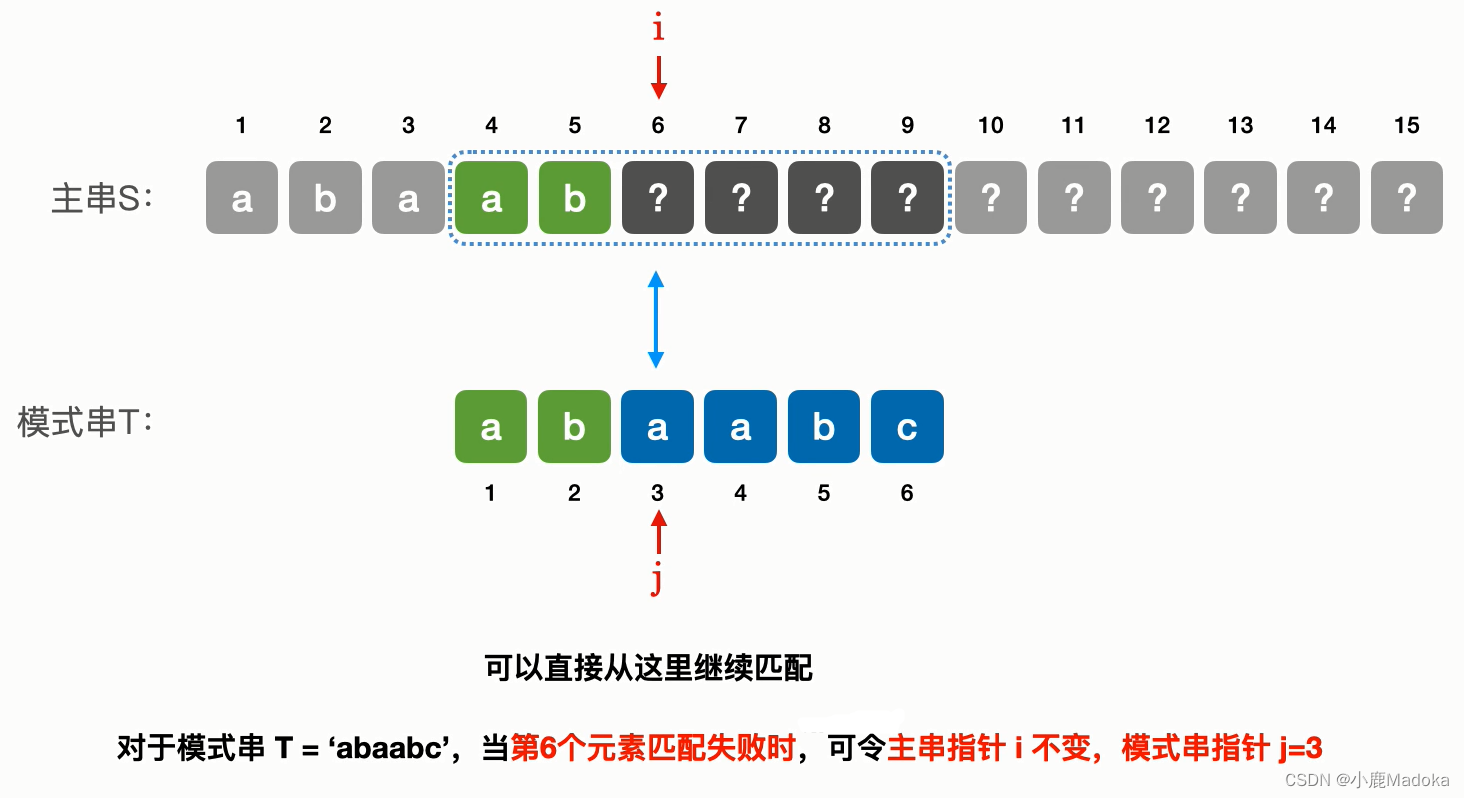 i
1 2 3 4 5 6 7 8 9 10 11 12 13 14 15
主串S: a b a a b ? ? ? ? ? ? ? ? ? ?
模式串T: a b a a b c
1 2 3 4 5 6
j
可以直接从这里继续匹配
对于模式串 T = ‘abaabc’，当第6个元素匹配失败时，可令主串指针 i 不变，模式串指针 j=3
CSDN @小鹿Madoka